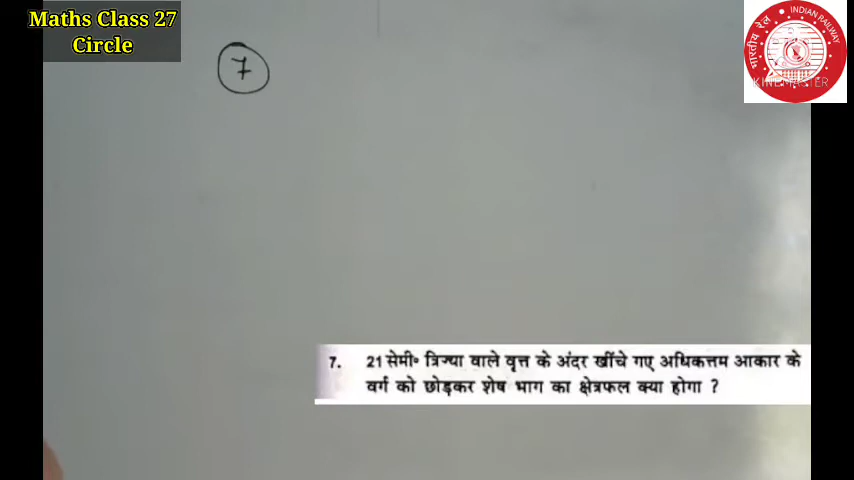 Maths Class 27
Circle
7
भारतीय रेल • INDIAN RAILWAY
KINEMASTER
7. 21 सेमी॰ त्रिज्या वाले वृत्त के अंदर खींचे गए अधिकत्तम आकार के
वर्ग को छोड़कर शेष भाग का क्षेत्रफल क्या होगा ?